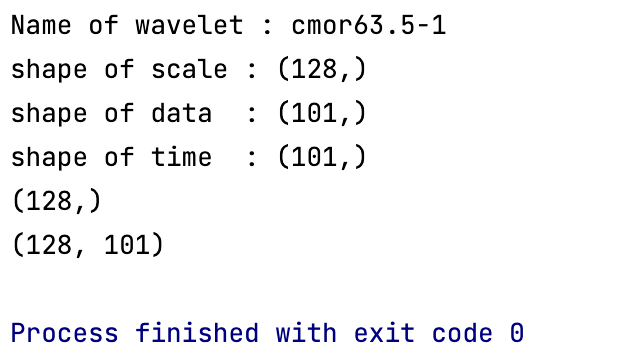 Name of wavelet : cmor63.5-1
shape of scale : (128,)
shape of data  : (101,)
shape of time  : (101,)
(128,)
(128, 101)
Process finished with exit code 0